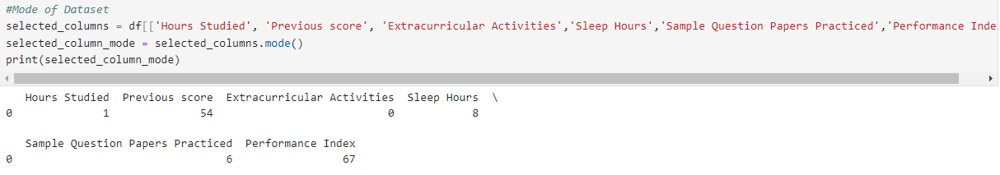 #Mode of Dataset
selected_columns = df[['Hours Studied', 'Previous score', 'Extracurricular Activities','Sleep Hours','Sample Question Papers Practiced','Performance Inde
selected_column_mode = selected_columns.mode()
print(selected_column_mode)
Hours Studied Previous score Extracurricular Activities Sleep Hours \
0 1 54 0 8
Sample Question Papers Practiced Performance Index
0 6 67